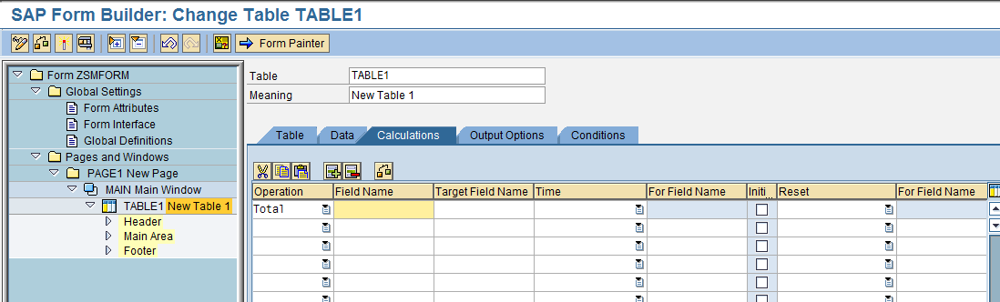 SAP Form Builder: Change Table TABLE1
Form Painter
Form ZSMFORM
Global Settings
Form Attributes
Form Interface
Global Definitions
Pages and Windows
PAGE1 New Page
MAIN Main Window
TABLE1 New Table 1
Header
Main Area
Footer
Table TABLE1
Meaning New Table 1
Table Data Calculations Output Options Conditions
Operation Field Name Target Field Name Time For Field Name Initi... Reset For Field Name
Total